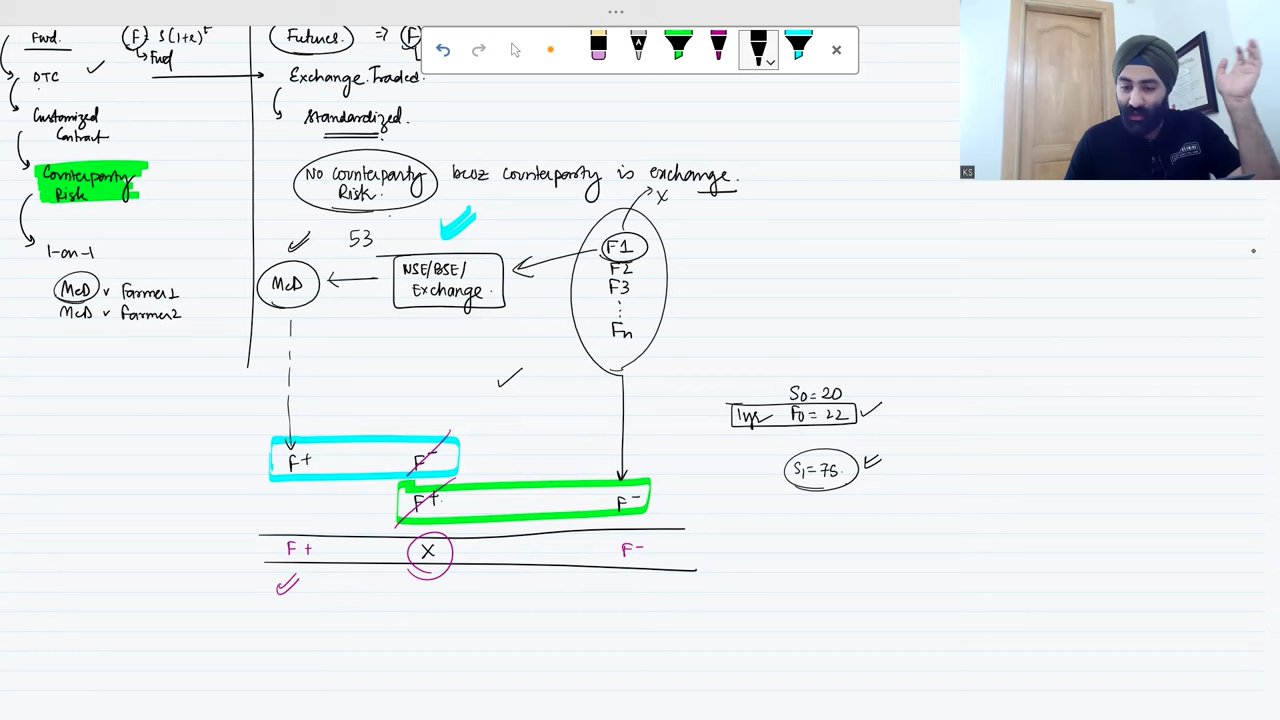 Fwd.
F = S(1+r)^T
Fwd
OTC
Customized
Contract
Counterparty
Risk
1-on-1
McD v Farmer1
McD v Farmer2
Futures. => F
Exchange Traded.
Standardized.
No Counterparty
Risk.
bcoz counterparty is exchange.
X
53
McD
NSE/BSE/
Exchange.
F1
F2
F3
Fn
S0 = 20
1yr F0 = 22
S1 = 75.
F+ F-
F+ F-
F+ X F-
KS